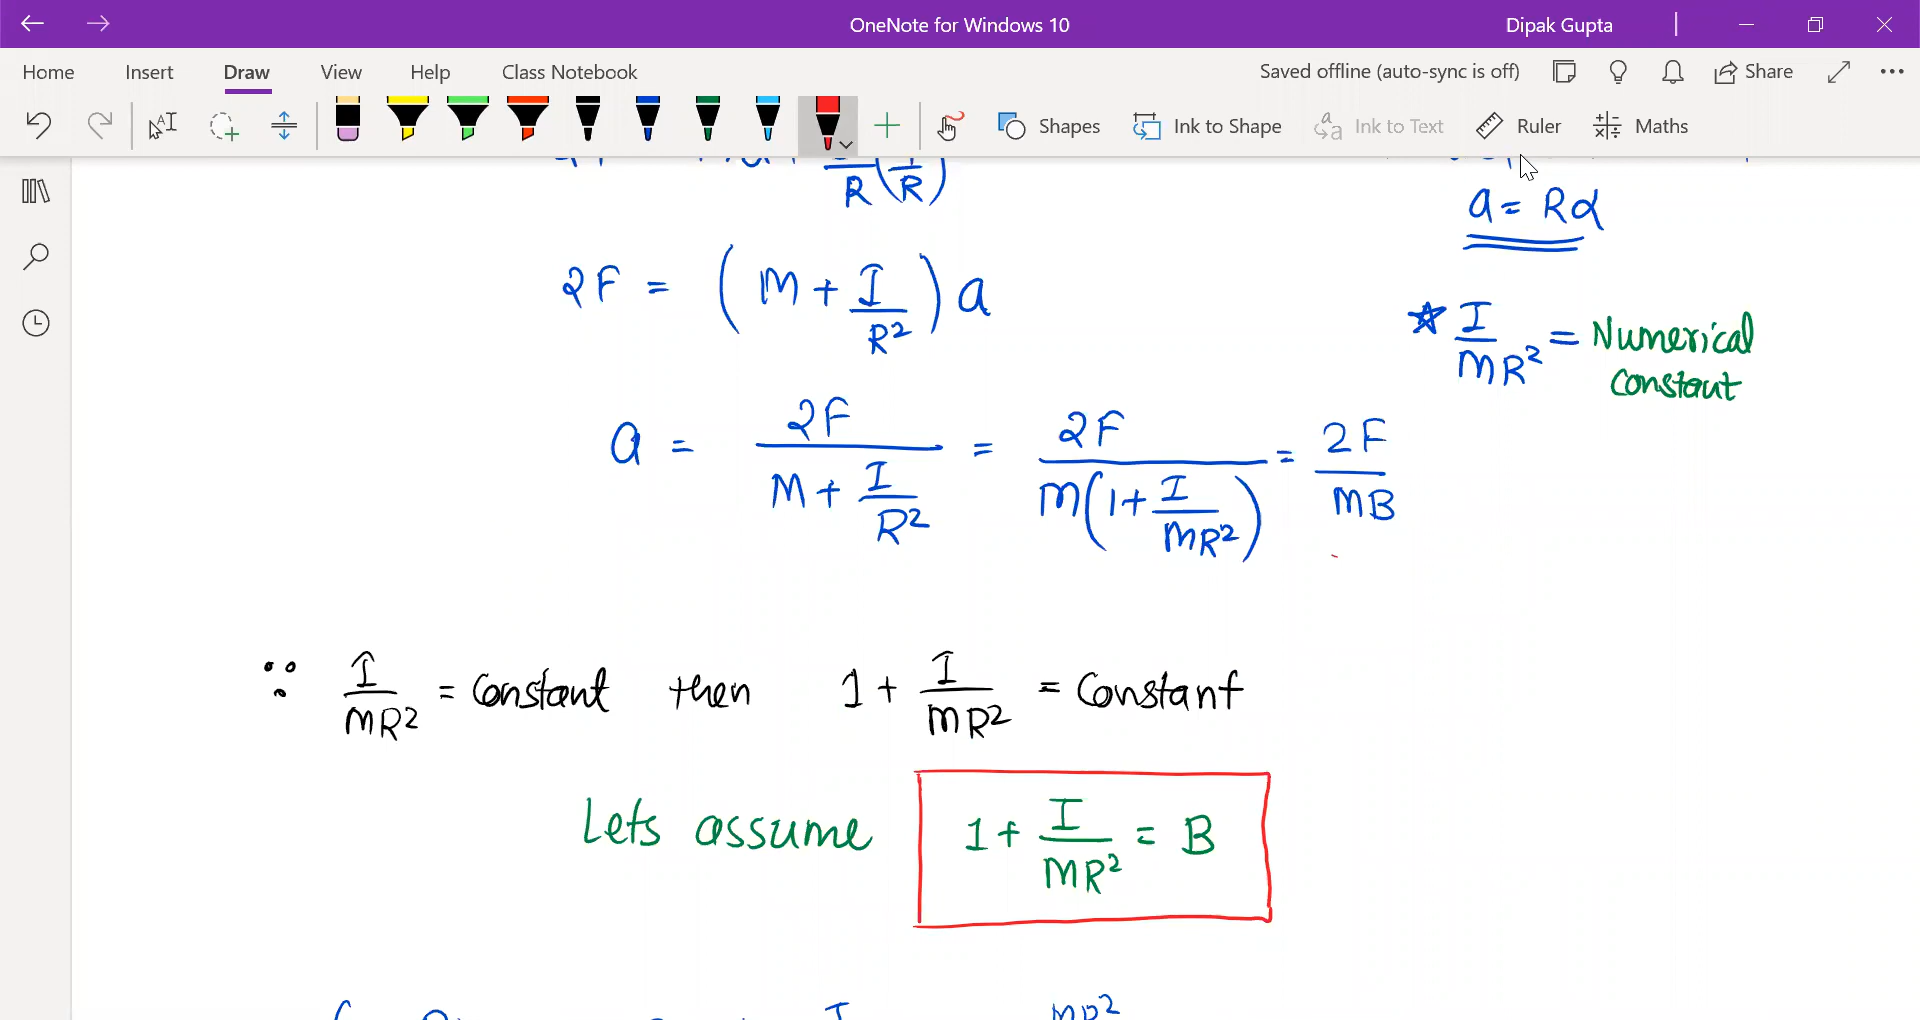 OneNote for Windows 10
Dipak Gupta
Home Insert Draw View Help Class Notebook
Saved offline (auto-sync is off) Share
Shapes Ink to Shape Ink to Text Ruler Maths
R R
a = Rα
2F = (M + I/R²) a
I/MR² = Numerical constant
a = 2F/(M + I/R²) = 2F/(m(1 + I/MR²)) = 2F/MB
∵ I/MR² = Constant then 1 + I/MR² = Constant
Lets assume 1 + I/MR² = B